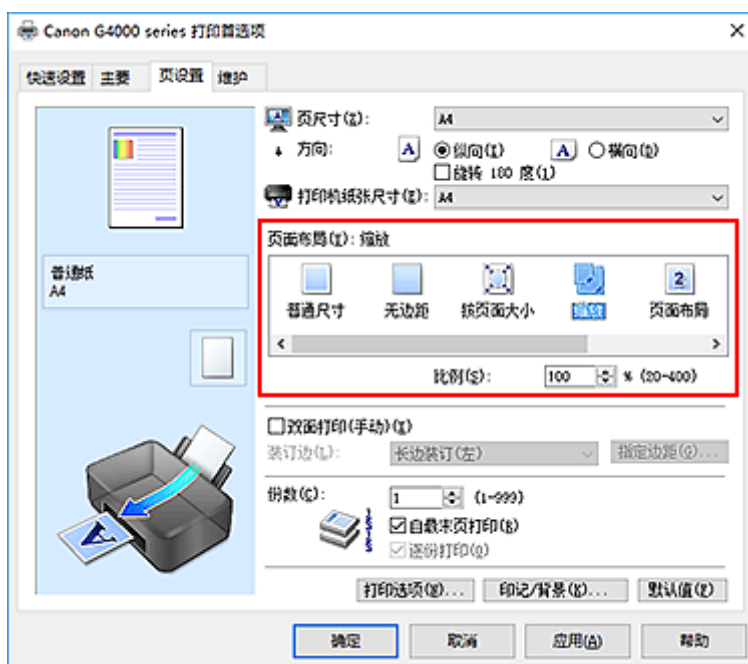 Canon G4000 series 打印首选项
快速设置 主要 页设置 维护
页尺寸(Z): A4
方向: A 纵向(I) A 横向(D)
旋转 180 度(1)
打印机纸张尺寸(E): A4
页面布局(T): 缩放
普通尺寸 无边距 按页面大小 缩放 2 页面布局
比例(S): 100 % (20-400)
普通纸
A4
双面打印(手动)(X)
装订边(L): 长边装订(左) 指定边距(G)...
份数(C): 1 (1-999)
自最末页打印(R)
逐份打印(O)
打印选项(W)... 印记/背景(K)... 默认值(F)
确定 取消 应用(A) 帮助